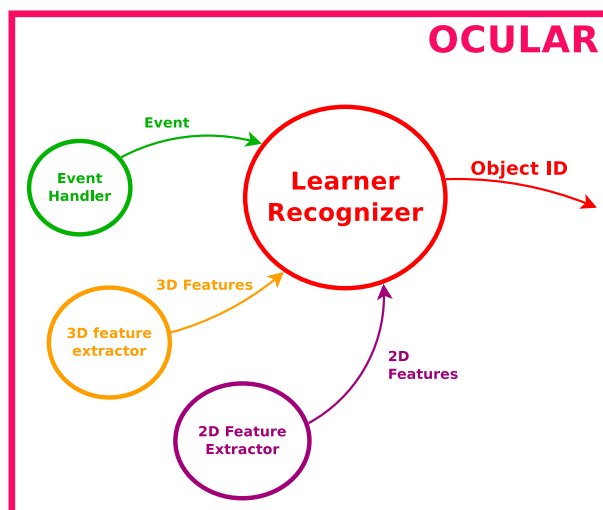 OCULAR
Event
Event
Handler
Learner
Recognizer
Object ID
3D Features
3D feature
extractor
2D
Features
2D Feature
Extractor